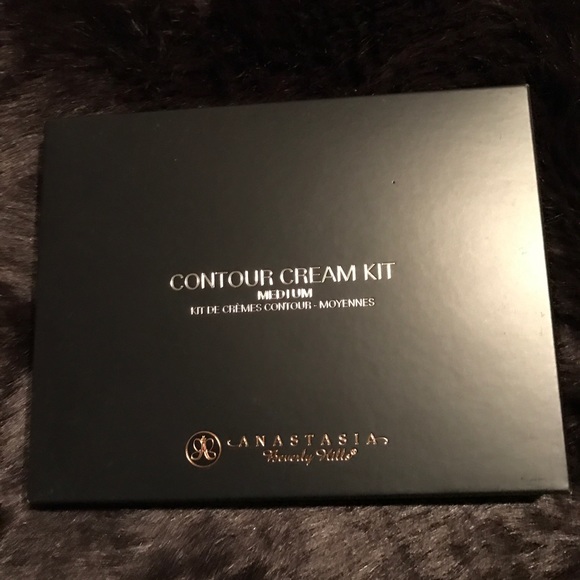 CONTOUR CREAM KIT
MEDIUM
KIT DE CRÈMES CONTOUR - MOYENNES
ANASTASIA
Beverly Hills®